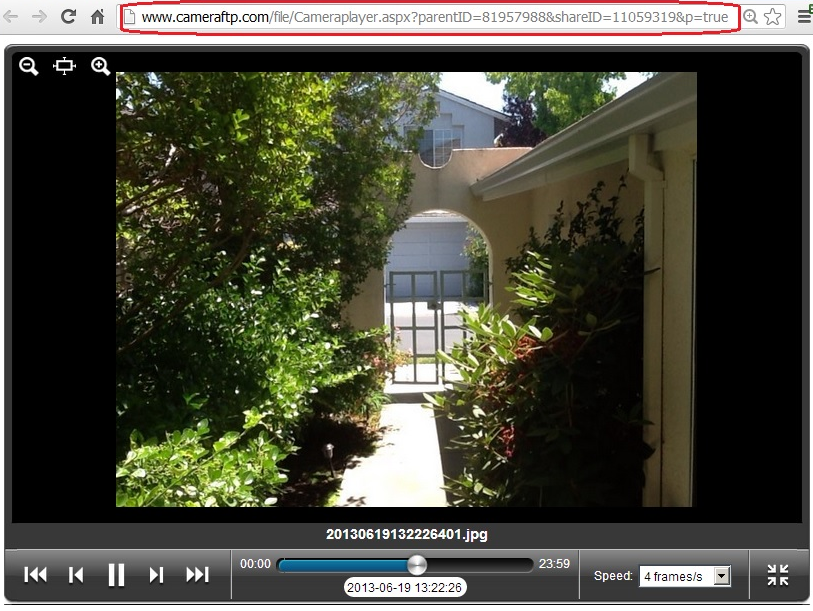 www.cameraftp.com/file/Cameraplayer.aspx?parentID=81957988&shareID=11059319&p=true
20130619132226401.jpg
00:00
23:59
2013-06-19 13:22:26
Speed: 4 frames/s